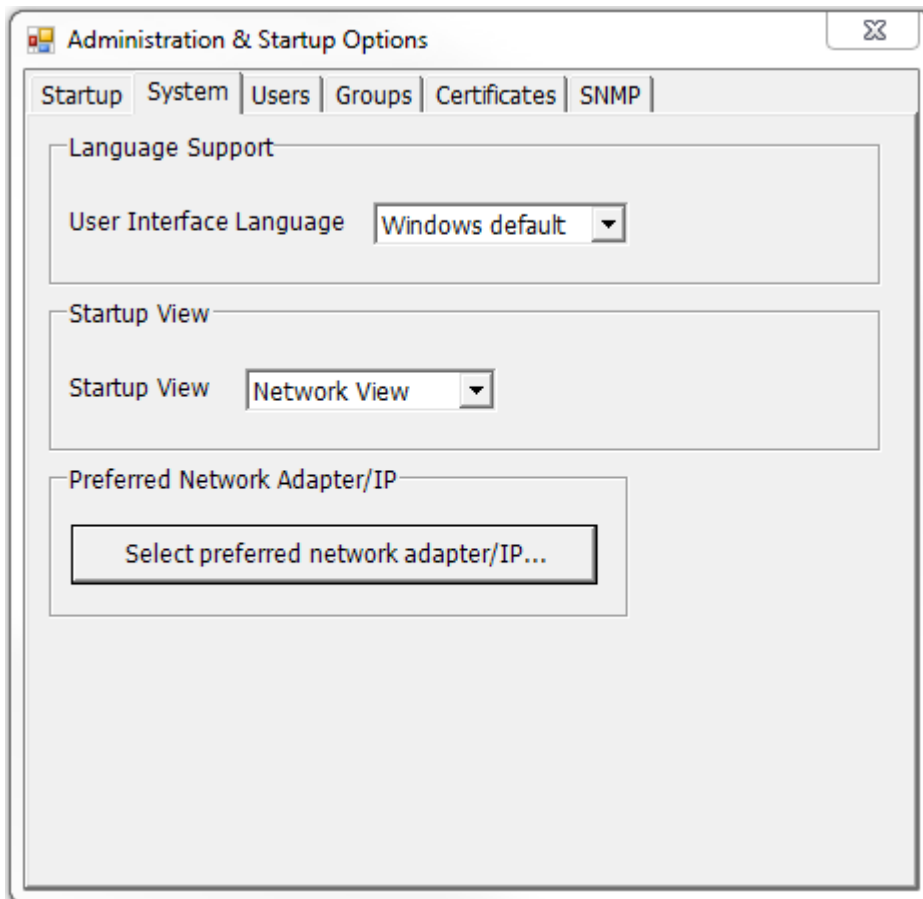 Administration & Startup Options
Startup System Users Groups Certificates SNMP
Language Support
User Interface Language Windows default
Startup View
Startup View Network View
Preferred Network Adapter/IP
Select preferred network adapter/IP...